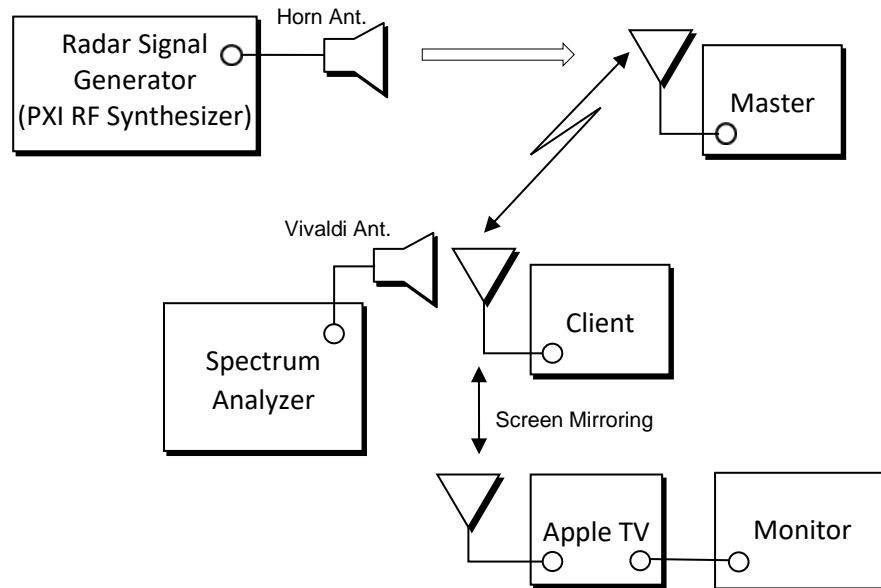 Horn Ant.
Radar Signal
Generator
(PXI RF Synthesizer)
Master
Vivaldi Ant.
Client
Spectrum
Analyzer
Screen Mirroring
Apple TV
Monitor